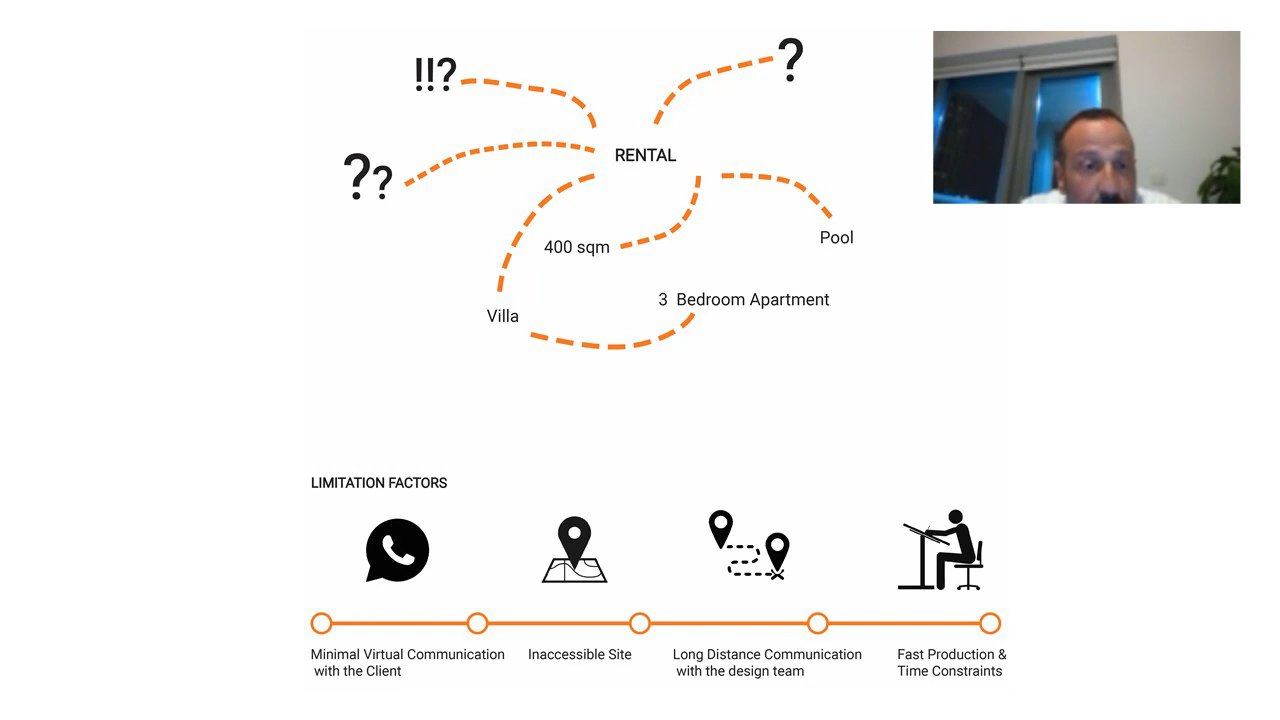 !!?
?
??
RENTAL
400 sqm
Pool
3 Bedroom Apartment
Villa
LIMITATION FACTORS
Minimal Virtual Communication
with the Client
Inaccessible Site
Long Distance Communication
with the design team
Fast Production &
Time Constraints